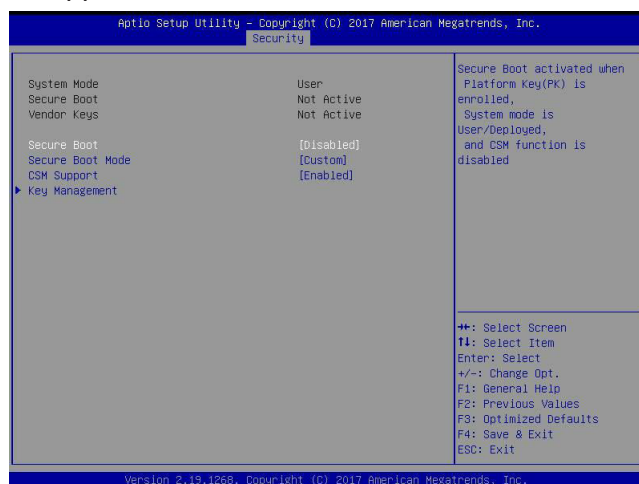 Aptio Setup Utility – Copyright (C) 2017 American Megatrends, Inc.
Security
System Mode User
Secure Boot Not Active
Vendor Keys Not Active
Secure Boot [Disabled]
Secure Boot Mode [Custom]
CSM Support [Enabled]
Key Management
Secure Boot activated when
Platform Key(PK) is
enrolled,
System mode is
User/Deployed,
and CSM function is
disabled
→←: Select Screen
↑↓: Select Item
Enter: Select
+/-: Change Opt.
F1: General Help
F2: Previous Values
F3: Optimized Defaults
F4: Save & Exit
ESC: Exit
Version 2.19.1268. Copyright (C) 2017 American Megatrends, Inc.